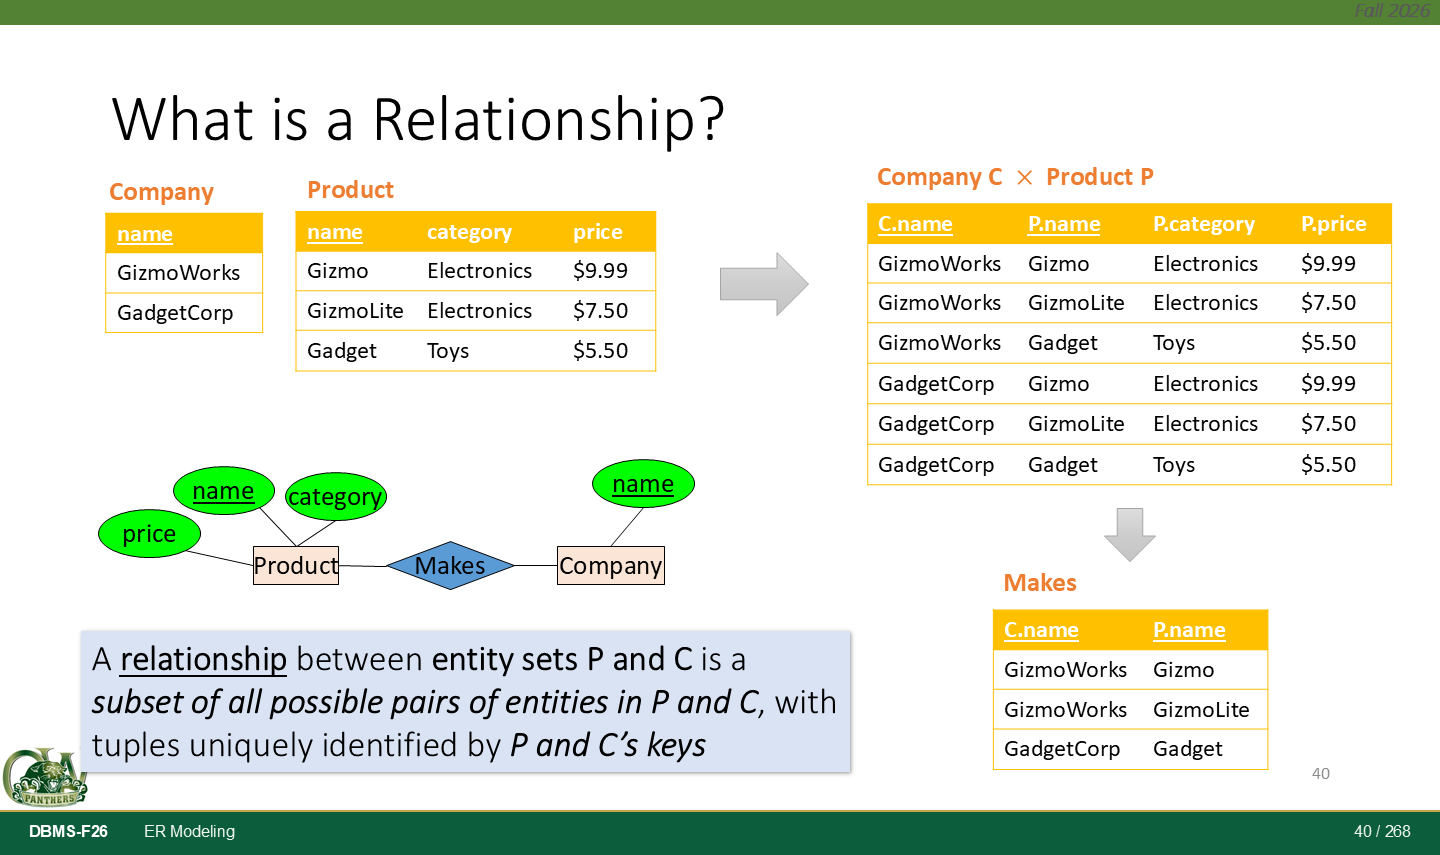 Fall 2026
What is a Relationship?
Company
name
GizmoWorks
GadgetCorp
Product
name category price
Gizmo Electronics $9.99
GizmoLite Electronics $7.50
Gadget Toys $5.50
Company C × Product P
C.name P.name P.category P.price
GizmoWorks Gizmo Electronics $9.99
GizmoWorks GizmoLite Electronics $7.50
GizmoWorks Gadget Toys $5.50
GadgetCorp Gizmo Electronics $9.99
GadgetCorp GizmoLite Electronics $7.50
GadgetCorp Gadget Toys $5.50
name
category
price
name
Product
Makes
Company
Makes
C.name P.name
GizmoWorks Gizmo
GizmoWorks GizmoLite
GadgetCorp Gadget
A relationship between entity sets P and C is a
subset of all possible pairs of entities in P and C, with
tuples uniquely identified by P and C’s keys
PANTHERS
40
DBMS-F26 ER Modeling 40 / 268